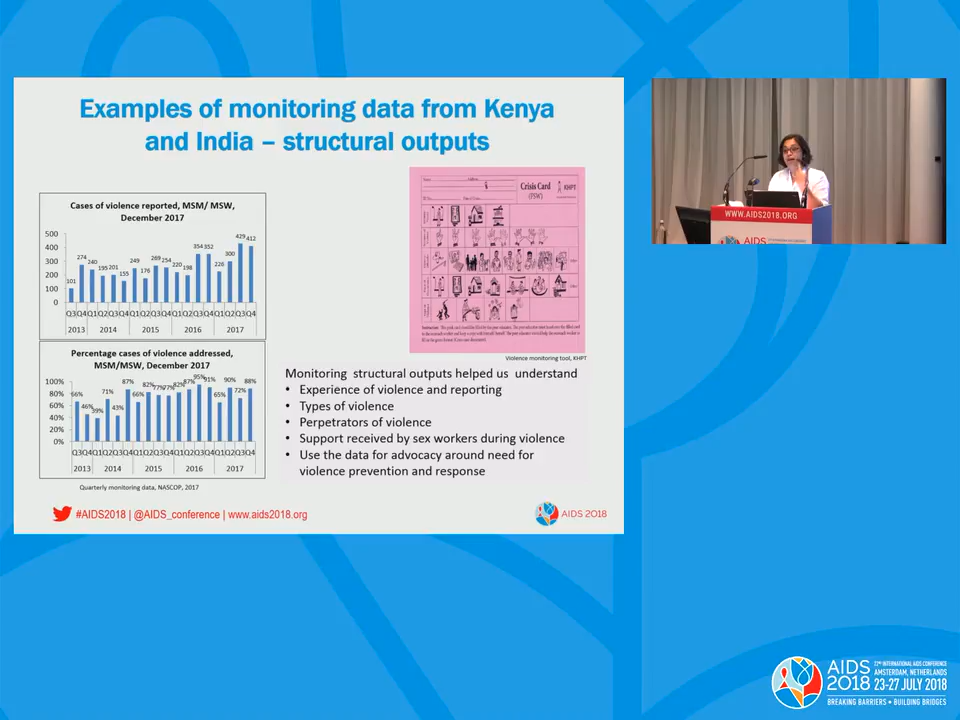 Examples of monitoring data from Kenya
and India – structural outputs
Cases of violence reported, MSM/ MSW,
December 2017
500
400
300
200
100
0
101
274
240
195
201
155
249
176
269
254
220
198
354
352
226
300
429
412
Q3 Q4 Q1 Q2 Q3 Q4 Q1 Q2 Q3 Q4 Q1 Q2 Q3 Q4 Q1 Q2 Q3 Q4
2013 2014 2015 2016 2017
Percentage cases of violence addressed,
MSM/MSW, December 2017
100%
80%
60%
40%
20%
0%
66%
46%
39%
71%
43%
87%
66%
82%
77%
77%
82%
87%
95%
91%
65%
90%
72%
88%
Q3 Q4 Q1 Q2 Q3 Q4 Q1 Q2 Q3 Q4 Q1 Q2 Q3 Q4 Q1 Q2 Q3 Q4
2013 2014 2015 2016 2017
Quarterly monitoring data, NASCOP, 2017
Crisis Card
(FSW)
KHPT
Violence monitoring tool, KHPT
Monitoring structural outputs helped us understand
• Experience of violence and reporting
• Types of violence
• Perpetrators of violence
• Support received by sex workers during violence
• Use the data for advocacy around need for
violence prevention and response
#AIDS2018 | @AIDS_conference | www.aids2018.org
AIDS 2018
WWW.AIDS2018.ORG
AIDS
AIDS
2018
22ND INTERNATIONAL AIDS CONFERENCE
AMSTERDAM, NETHERLANDS
23-27 JULY 2018
BREAKING BARRIERS • BUILDING BRIDGES